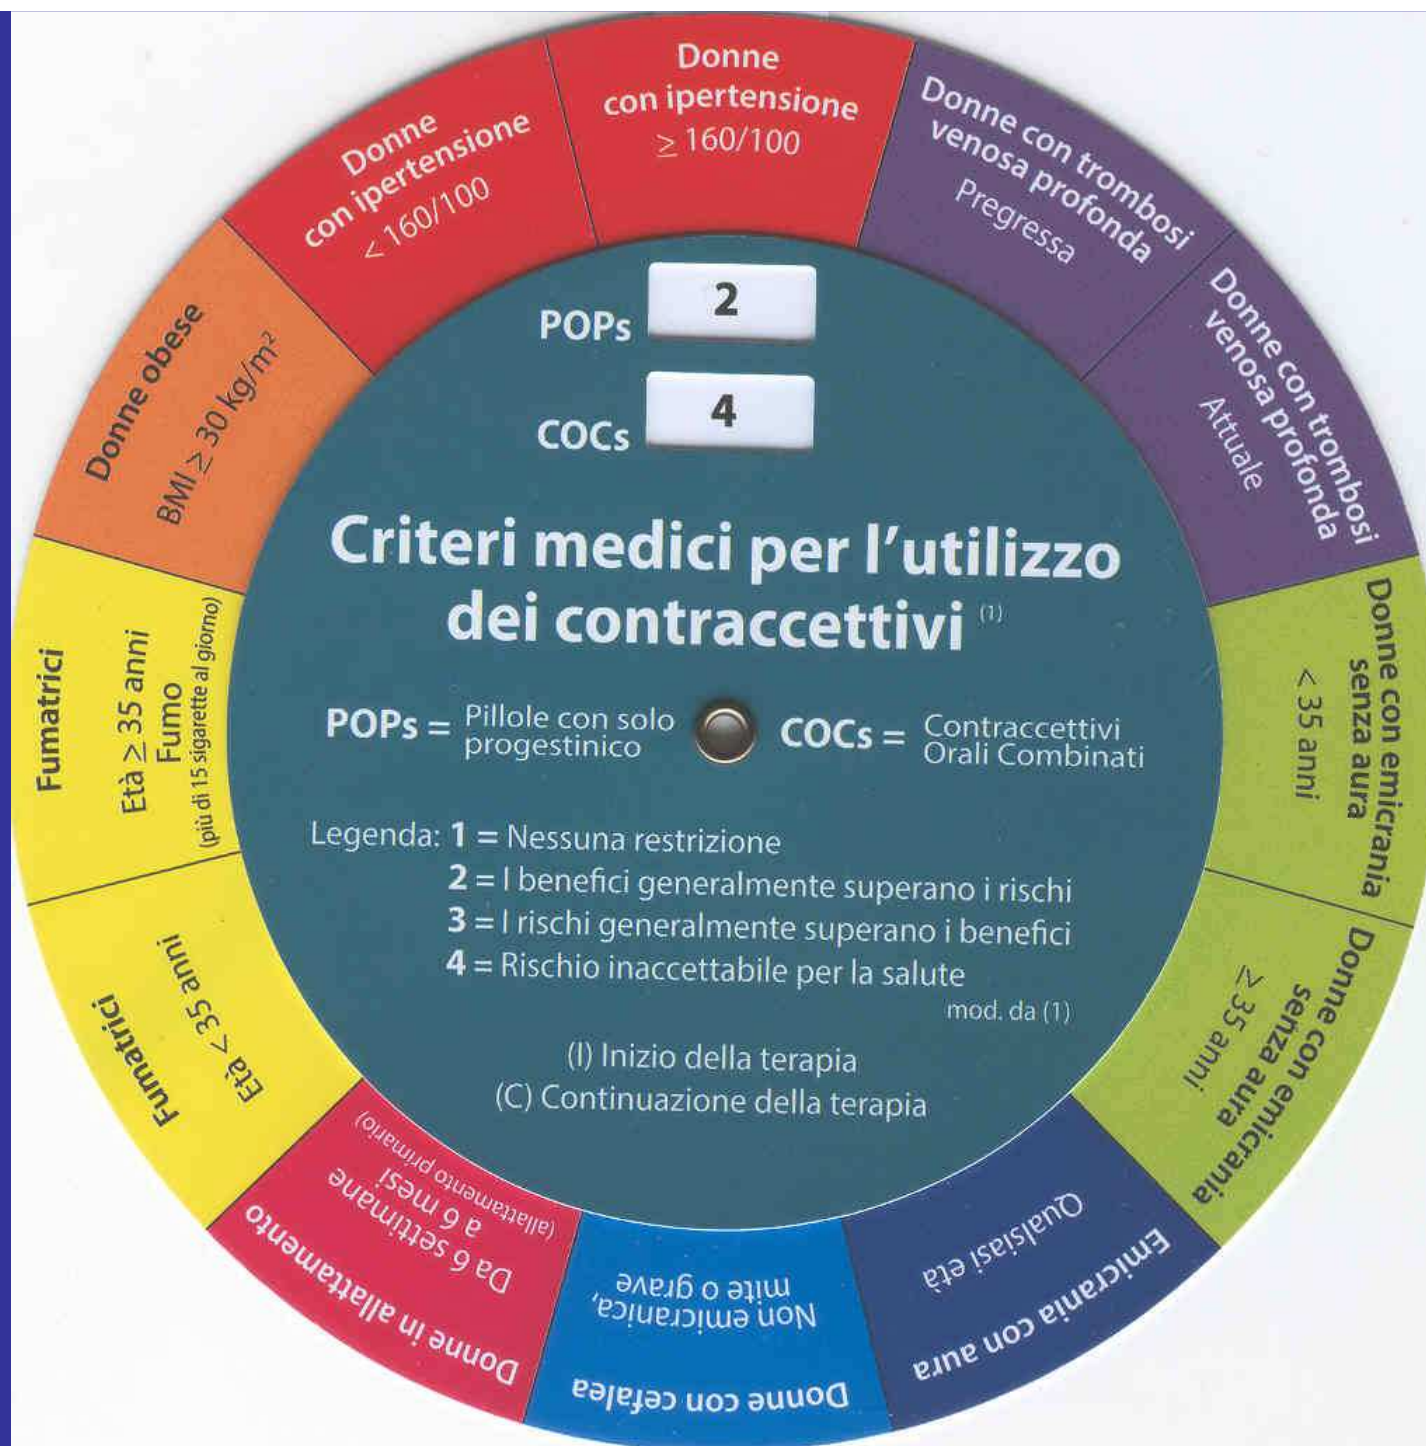 Donne
con ipertensione
≥ 160/100
Donne con trombosi
venosa profonda
Pregressa
Donne con trombosi
venosa profonda
Attuale
Donne con emicrania
senza aura
< 35 anni
Donne con emicrania
senza aura
≥ 35 anni
Emicrania con aura
Qualsiasi età
Donne con cefalea
Non emicranica,
mite o grave
Donne in allattamento
Da 6 settimane
a 6 mesi
(allattamento primario)
Fumatrici
Età < 35 anni
Fumatrici
Età ≥ 35 anni
Fumo
(più di 15 sigarette al giorno)
Donne obese
BMI ≥ 30 kg/m²
Donne
con ipertensione
< 160/100
POPs 2
COCs 4
Criteri medici per l'utilizzo
dei contraccettivi (1)
POPs = Pillole con solo
progestinico
COCs = Contraccettivi
Orali Combinati
Legenda: 1 = Nessuna restrizione
2 = I benefici generalmente superano i rischi
3 = I rischi generalmente superano i benefici
4 = Rischio inaccettabile per la salute
mod. da (1)
(I) Inizio della terapia
(C) Continuazione della terapia